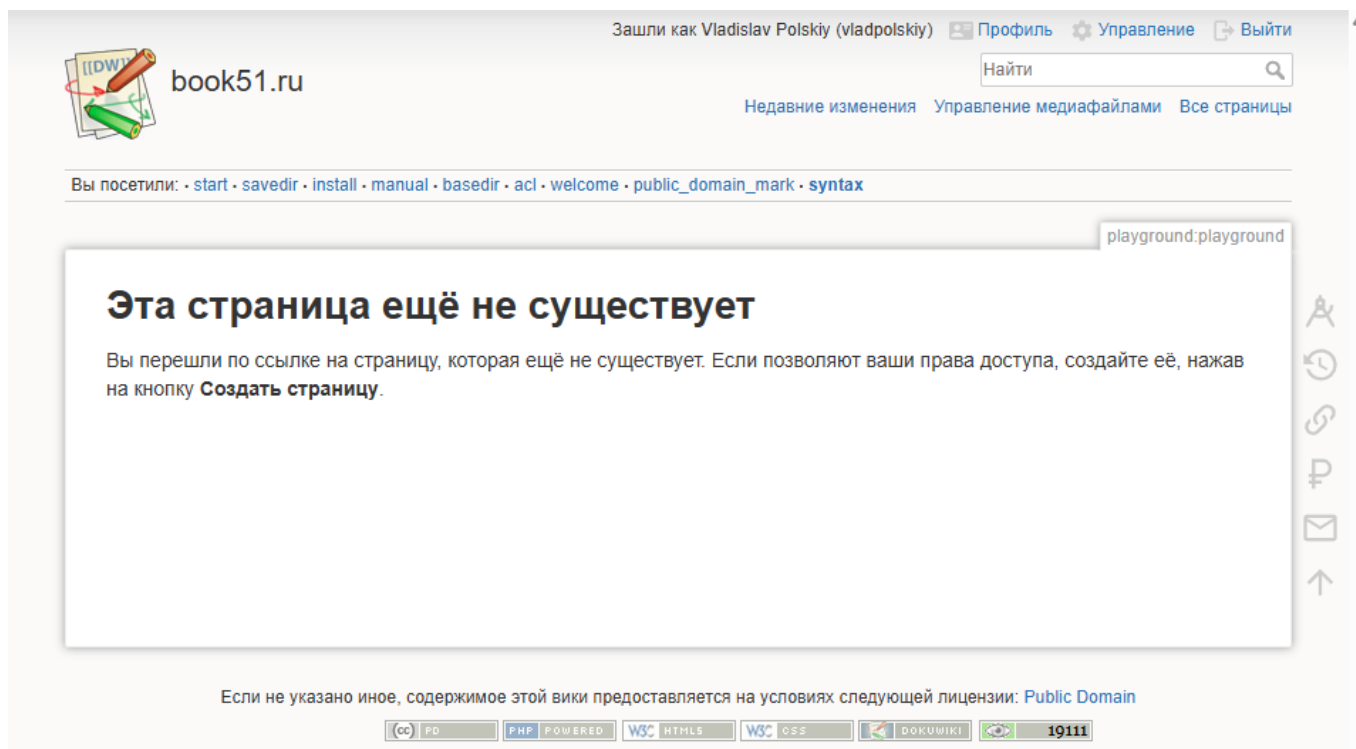 Зашли как Vladislav Polskiy (vladpolskiy) Профиль Управление Выйти
[[DW]]
book51.ru
Найти
Недавние изменения Управление медиафайлами Все страницы
Вы посетили: • start • savedir • install • manual • basedir • acl • welcome • public_domain_mark • syntax
playground:playground
Эта страница ещё не существует
Вы перешли по ссылке на страницу, которая ещё не существует. Если позволяют ваши права доступа, создайте её, нажав
на кнопку Создать страницу.
Если не указано иное, содержимое этой вики предоставляется на условиях следующей лицензии: Public Domain
(cc) PD PHP POWERED W3C HTML5 W3C CSS DOKUWIKI 19111